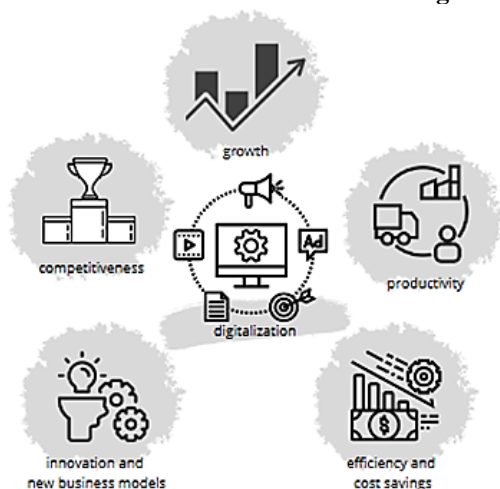 growth
competitiveness
Ad
productivity
digitalization
$
innovation and
new business models
efficiency and
cost savings